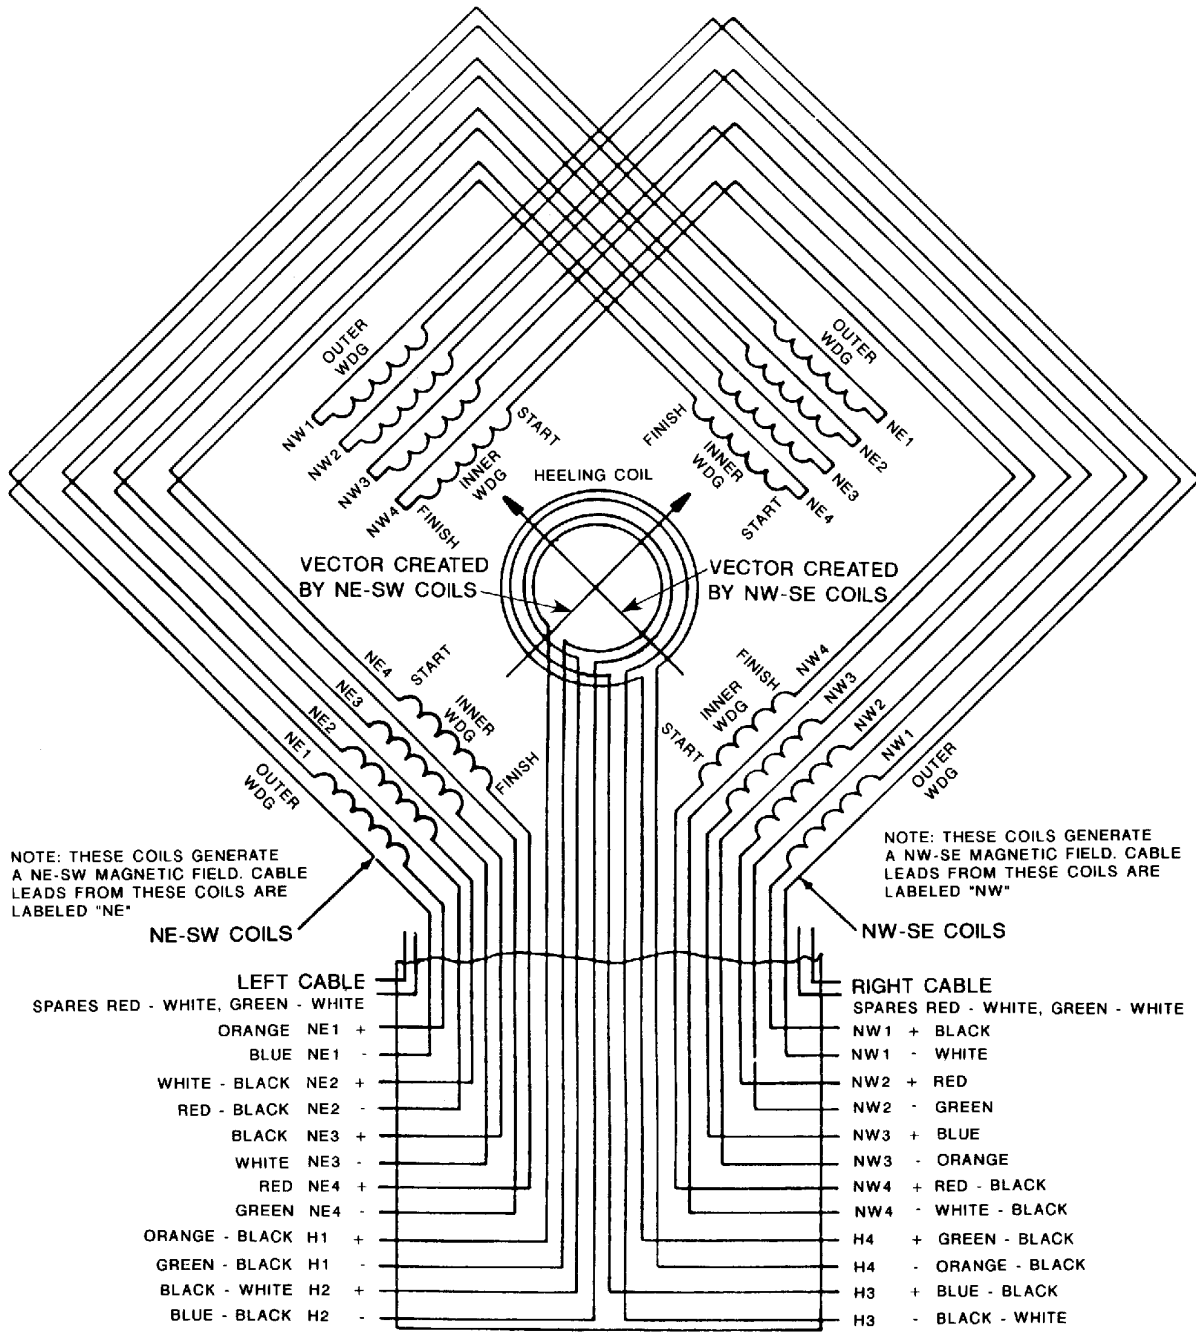 OUTER
WDG
NW1
NW2
NW3
NW4
START
INNER
WDG
FINISH
OUTER
WDG
NE1
NE2
NE3
NE4
FINISH
INNER
WDG
START
HEELING COIL
VECTOR CREATED
BY NE-SW COILS
VECTOR CREATED
BY NW-SE COILS
NE4
NE3
NE2
NE1
START
INNER
WDG
FINISH
OUTER
WDG
NW4
NW3
NW2
NW1
FINISH
INNER
WDG
START
OUTER
WDG
NOTE: THESE COILS GENERATE
A NE-SW MAGNETIC FIELD. CABLE
LEADS FROM THESE COILS ARE
LABELED "NE"
NE-SW COILS
NOTE: THESE COILS GENERATE
A NW-SE MAGNETIC FIELD. CABLE
LEADS FROM THESE COILS ARE
LABELED "NW"
NW-SE COILS
LEFT CABLE
SPARES RED - WHITE, GREEN - WHITE
ORANGE NE1 +
BLUE NE1 -
WHITE - BLACK NE2 +
RED - BLACK NE2 -
BLACK NE3 +
WHITE NE3 -
RED NE4 +
GREEN NE4 -
ORANGE - BLACK H1 +
GREEN - BLACK H1 -
BLACK - WHITE H2 +
BLUE - BLACK H2 -
RIGHT CABLE
SPARES RED - WHITE, GREEN - WHITE
NW1 + BLACK
NW1 - WHITE
NW2 + RED
NW2 - GREEN
NW3 + BLUE
NW3 - ORANGE
NW4 + RED - BLACK
NW4 - WHITE - BLACK
H4 + GREEN - BLACK
H4 - ORANGE - BLACK
H3 + BLUE - BLACK
H3 - BLACK - WHITE